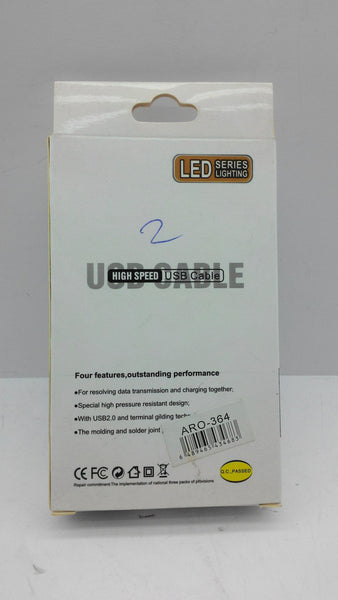 LED SERIES LIGHTING
2
USB CABLE
HIGH SPEED USB Cable
Four features,outstanding performance
•For resolving data transmission and charging together;
•Special high pressure resistant design;
•With USB2.0 and terminal gilding
•The molding and solder joint
ARO-364
CE FC
Q.C.,PASSED
Repair commitment:The implementation of national three packs of